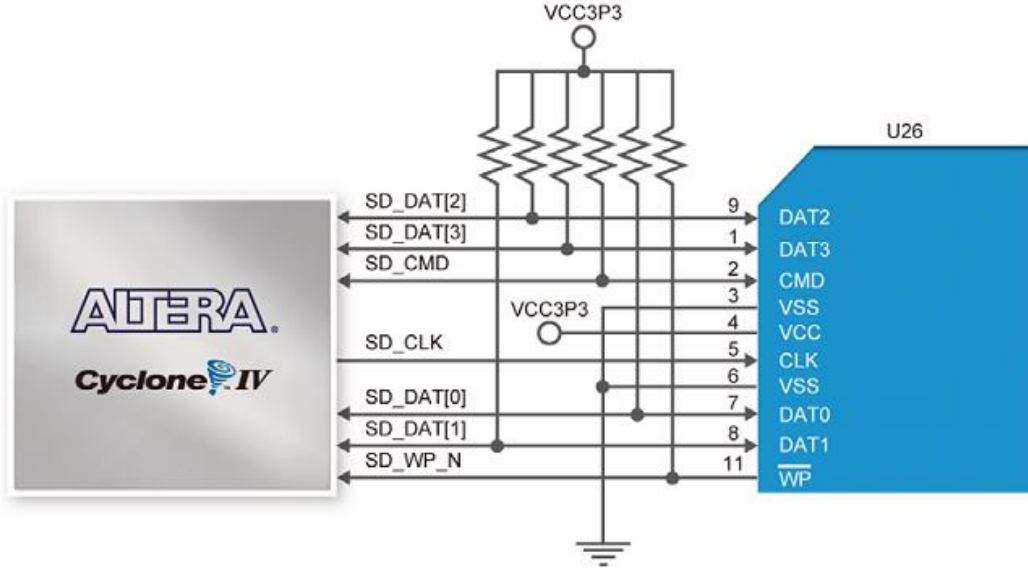 VCC3P3
U26
SD_DAT[2] 9 DAT2
SD_DAT[3] 1 DAT3
SD_CMD 2 CMD
3 VSS
VCC3P3 4 VCC
SD_CLK 5 CLK
6 VSS
SD_DAT[0] 7 DAT0
SD_DAT[1] 8 DAT1
SD_WP_N 11 W̅P̅
ALTERA.
Cyclone IV